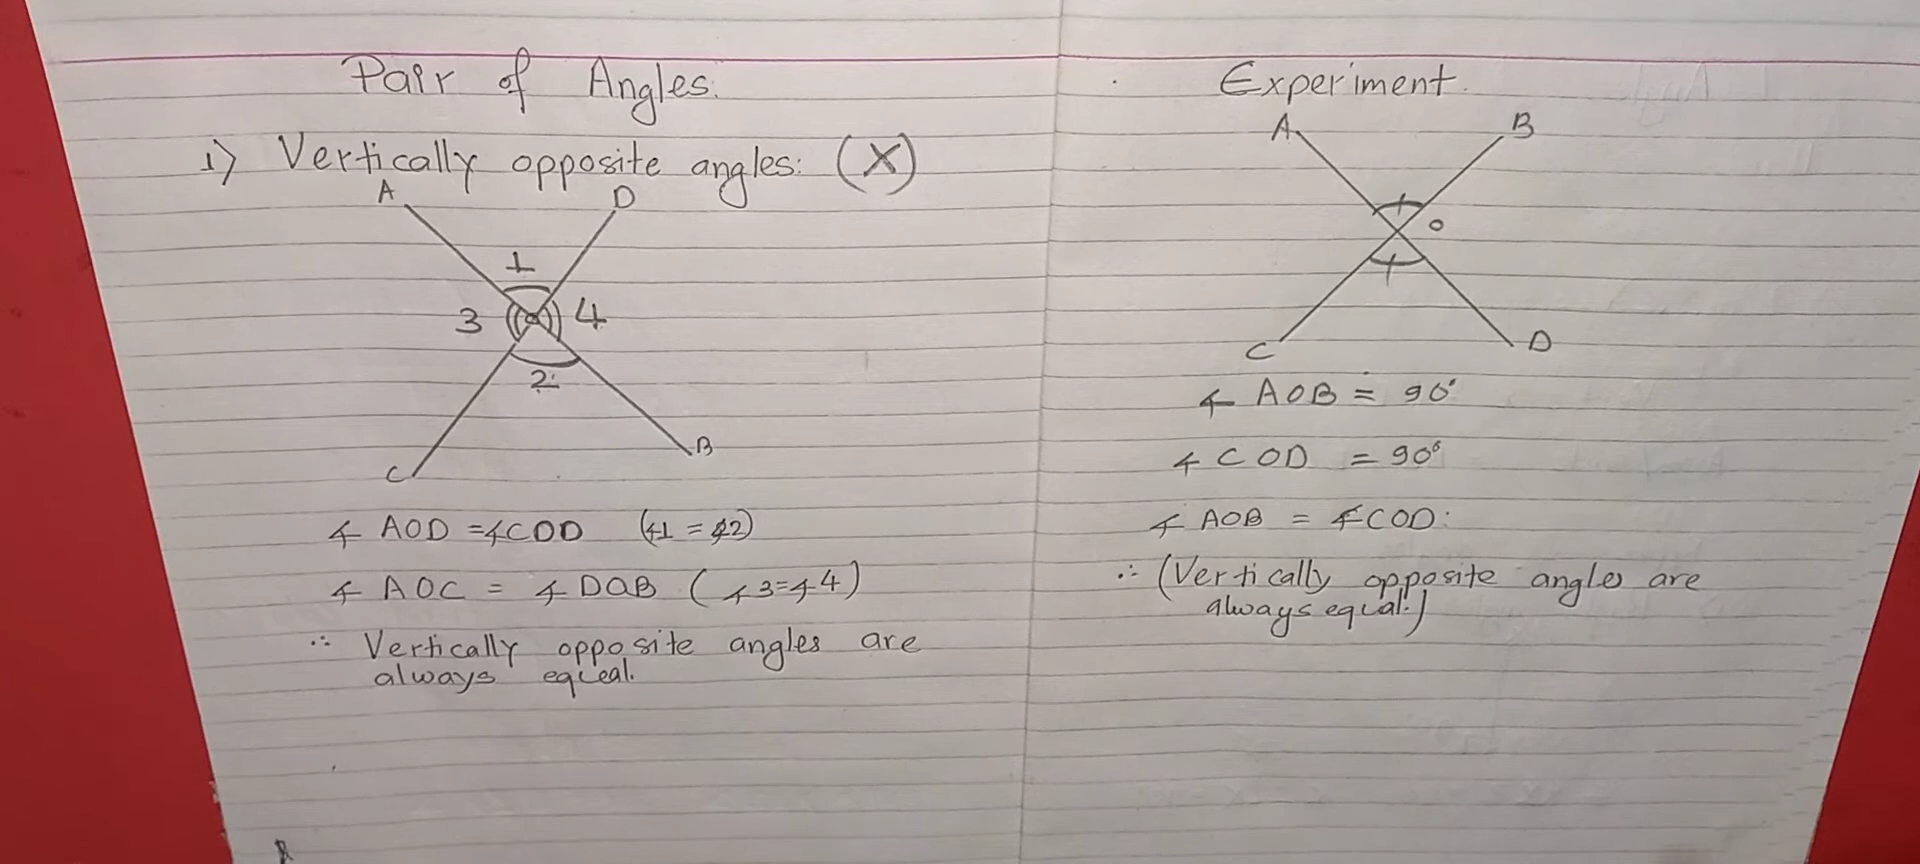 Pair of Angles.
1) Vertically opposite angles: (X)
A D
1
3 4
2
B
C
∡ AOD = ∡COD (∡1 = ∡2)
∡ AOC = ∡ DOB (∡3=∡4)
∴ Vertically opposite angles are
always equal.
Experiment.
A B
O
C D
∡ AOB = 90°
∡ COD = 90°
∡ AOB = ∡COD:
∴ (Vertically opposite angles are
always equal.)